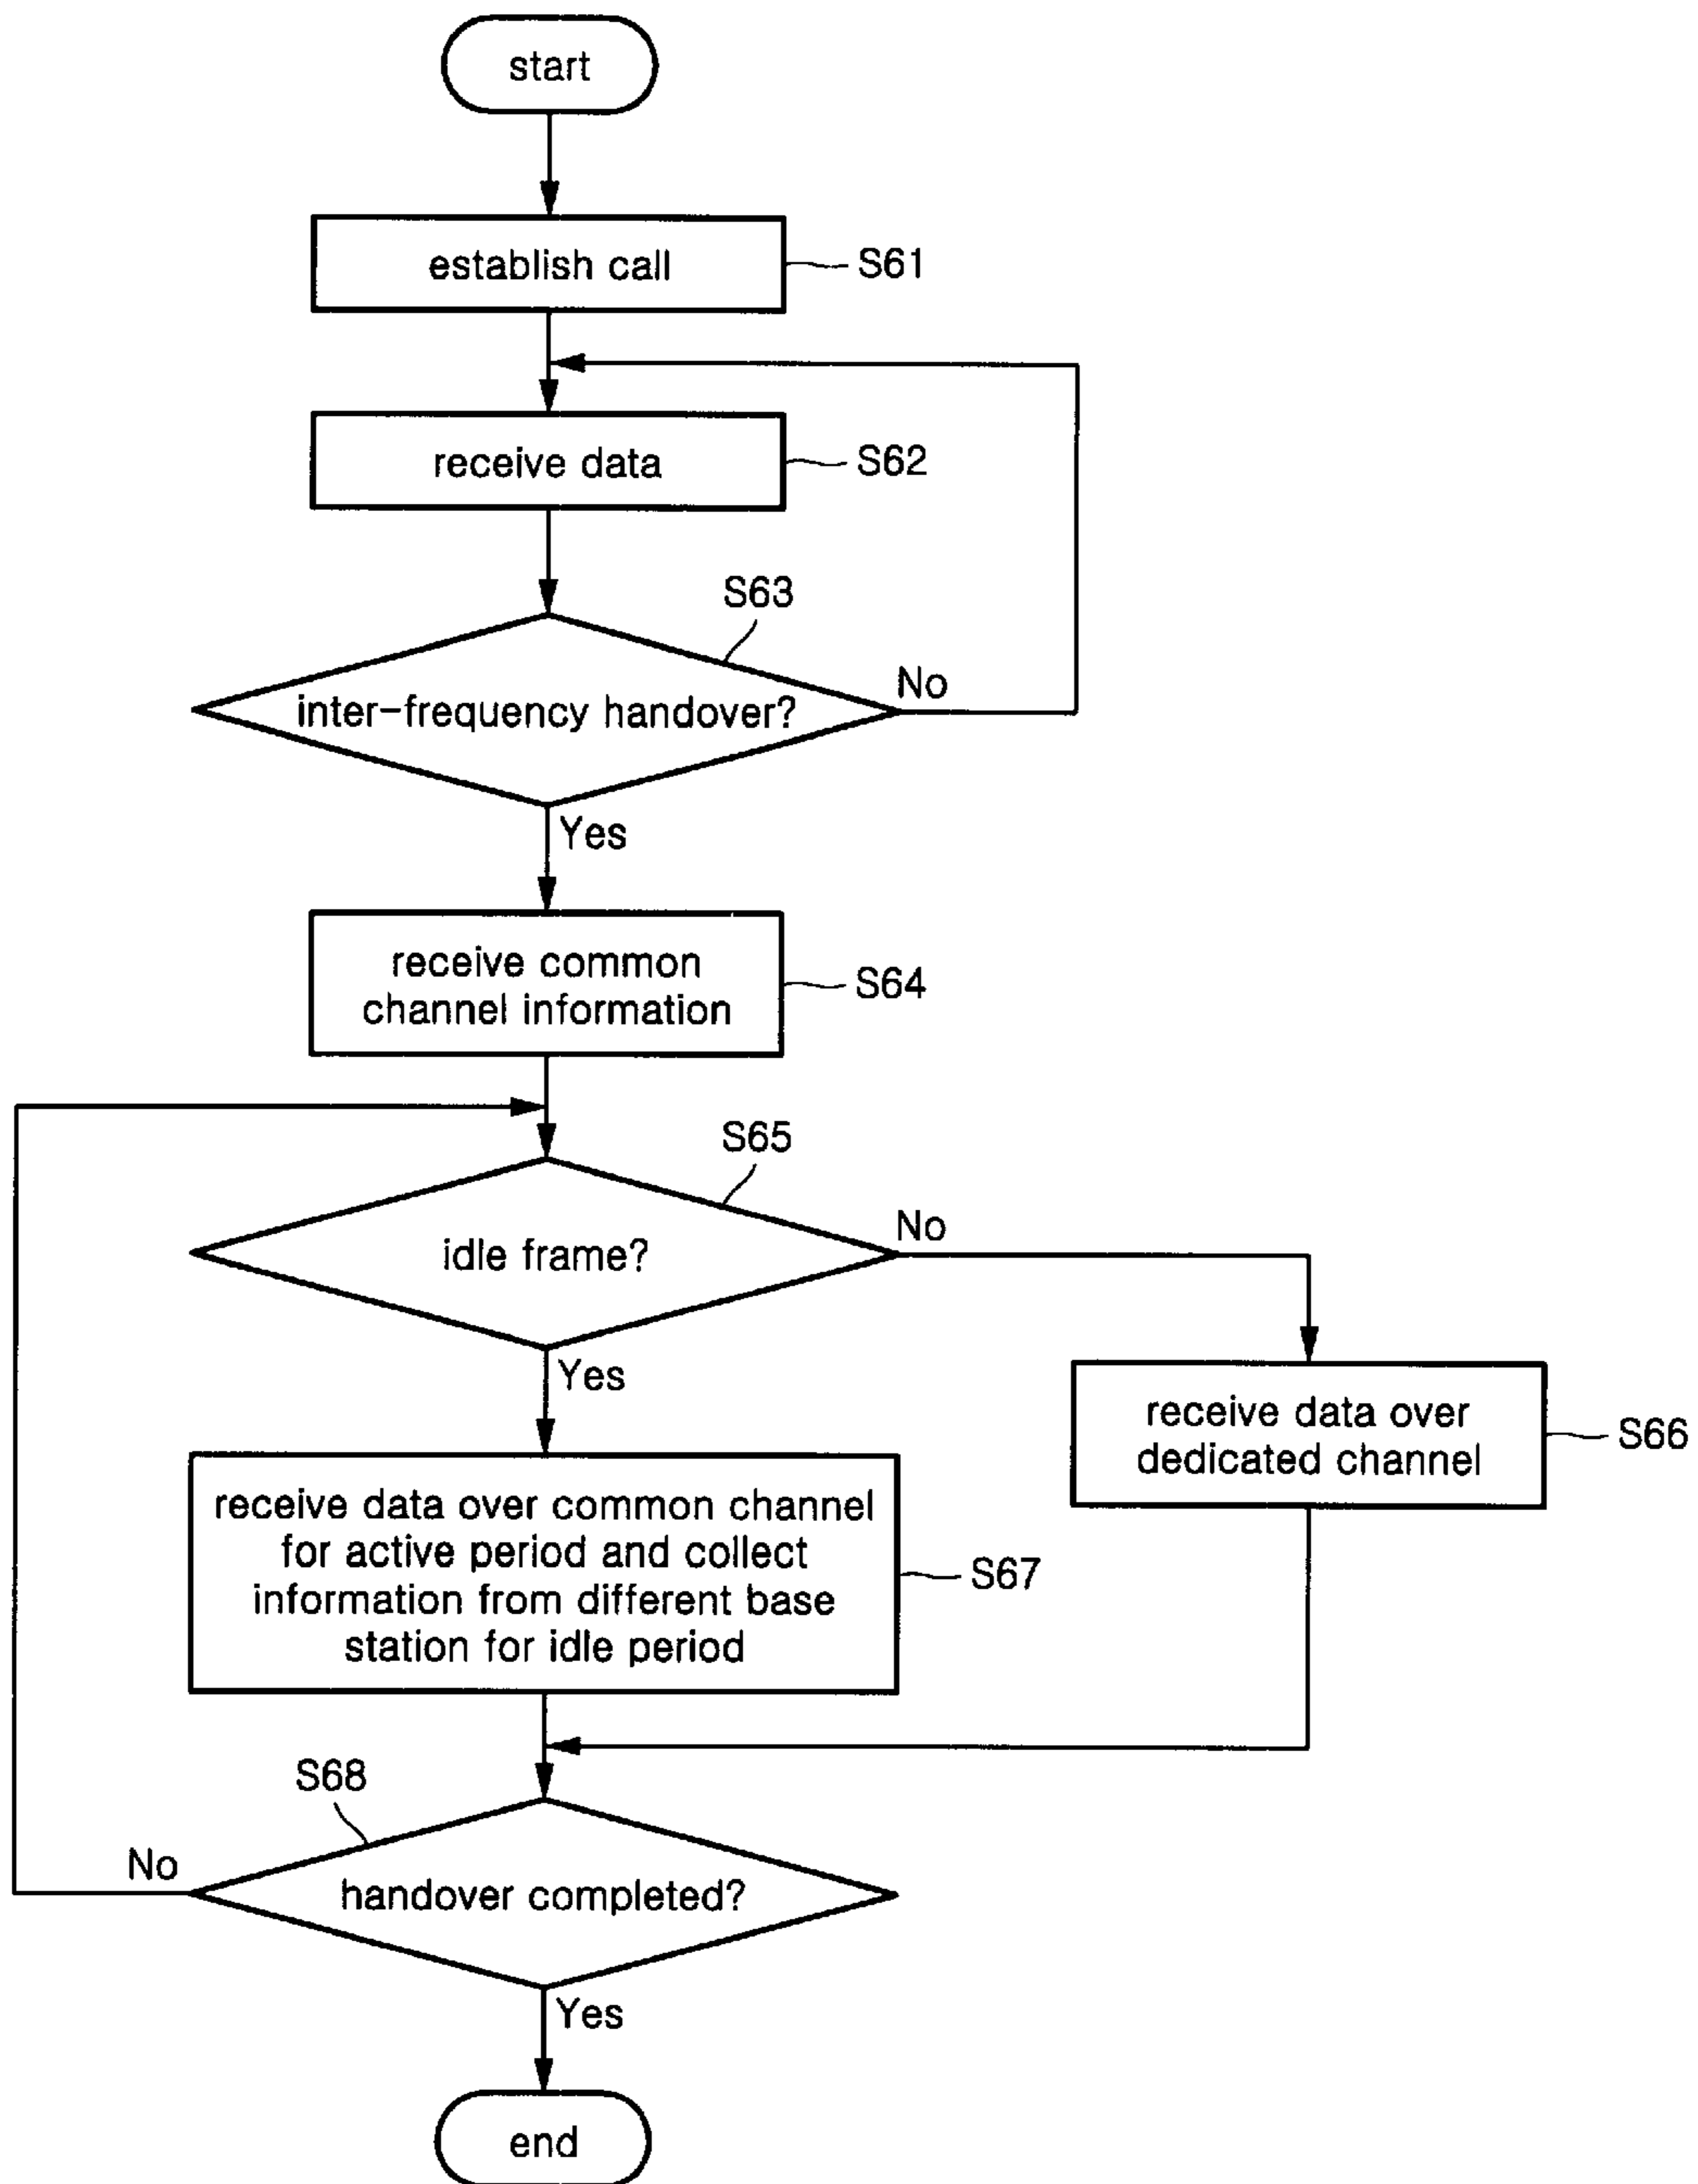 start
establish call
S61
receive data
S62
S63
inter-frequency handover?
No
Yes
receive common
channel information
S64
S65
idle frame?
No
Yes
receive data over
dedicated channel
S66
receive data over common channel
for active period and collect
information from different base
station for idle period
S67
S68
No
handover completed?
Yes
end